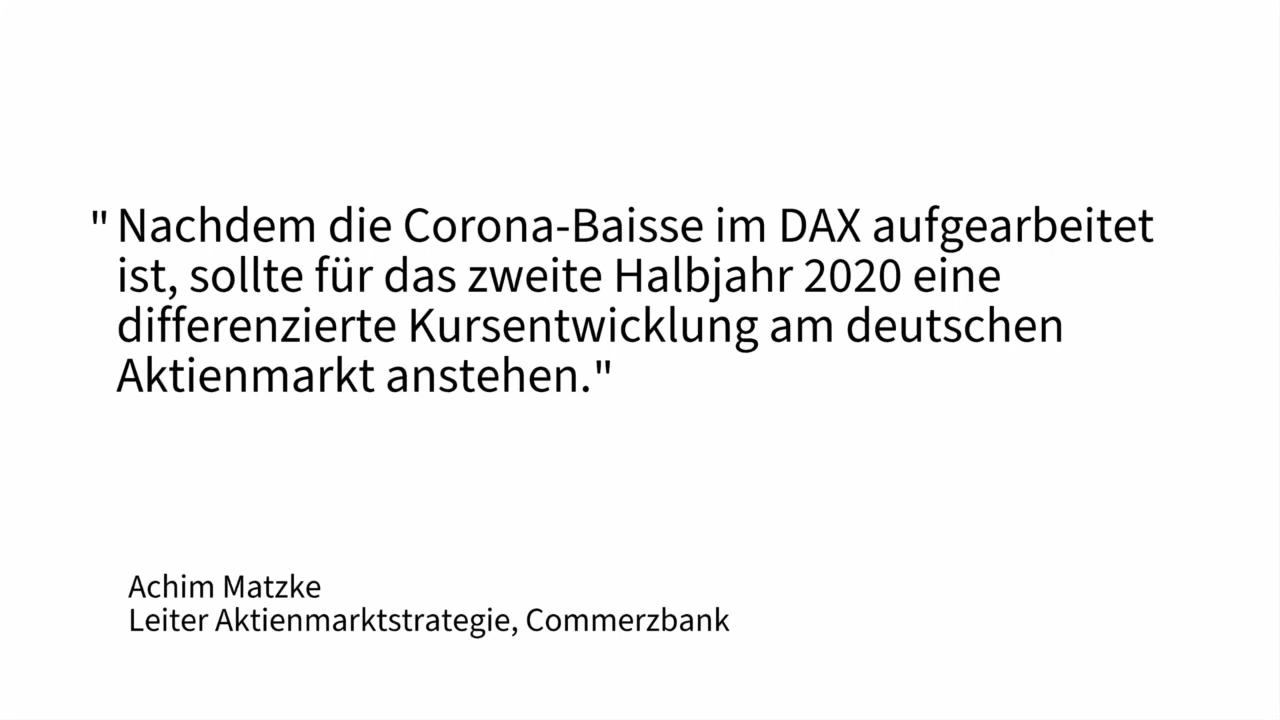 "Nachdem die Corona-Baisse im DAX aufgearbeitet
ist, sollte für das zweite Halbjahr 2020 eine
differenzierte Kursentwicklung am deutschen
Aktienmarkt anstehen."
Achim Matzke
Leiter Aktienmarktstrategie, Commerzbank